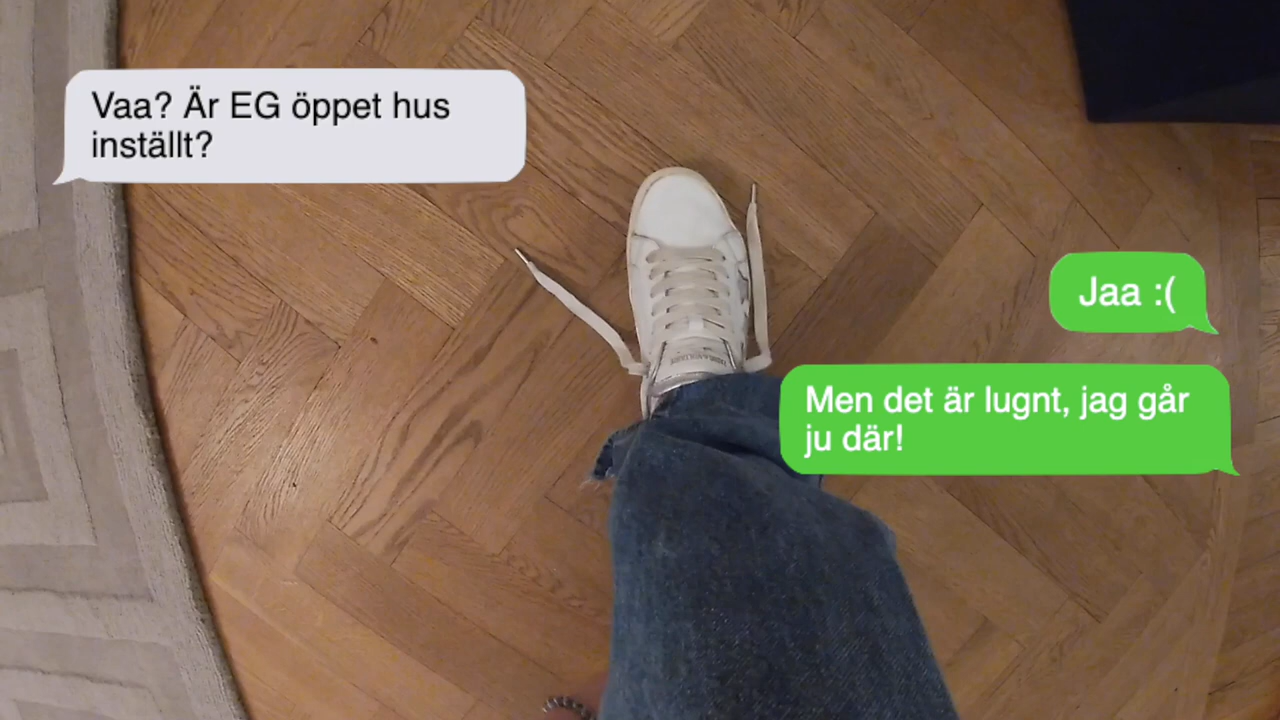 Vaa? Är EG öppet hus
inställt?
Jaa :(
Men det är lugnt, jag går
ju där!